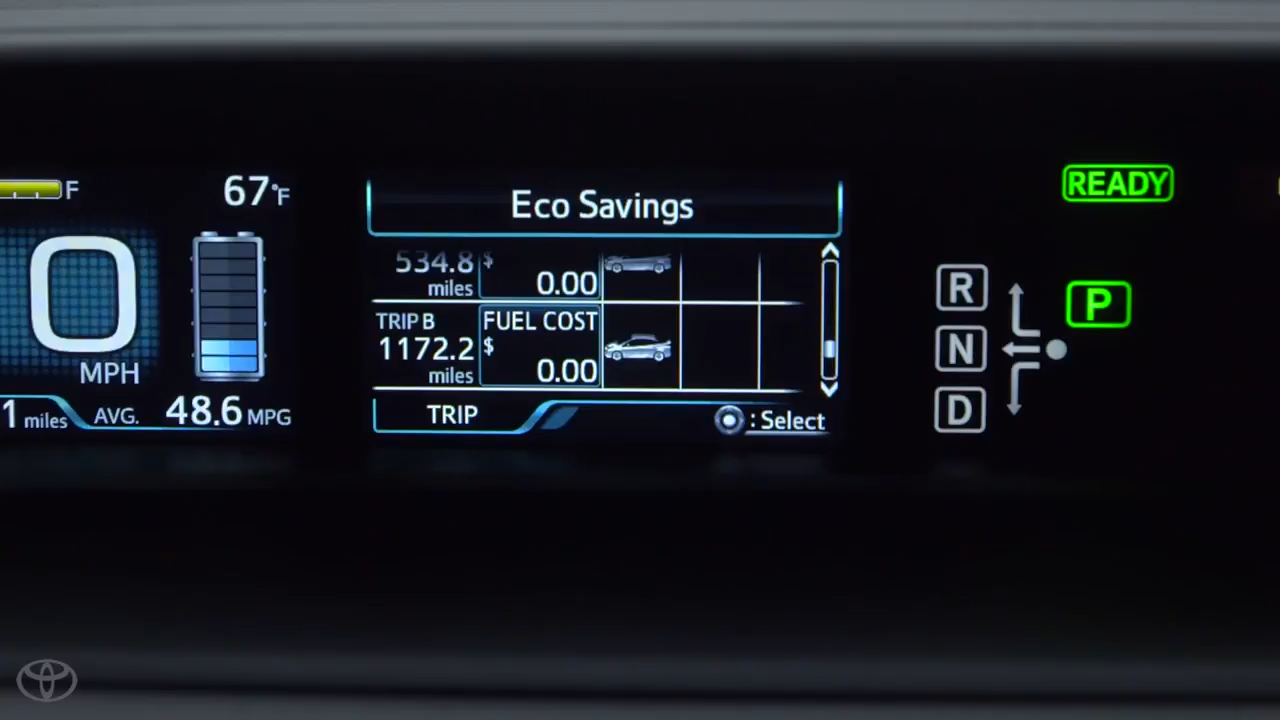 F
67°F
0
MPH
1 miles
AVG. 48.6 MPG
Eco Savings
534.8 $ 0.00
miles
TRIP B FUEL COST
1172.2 $
miles 0.00
TRIP
: Select
READY
P
R
N
D